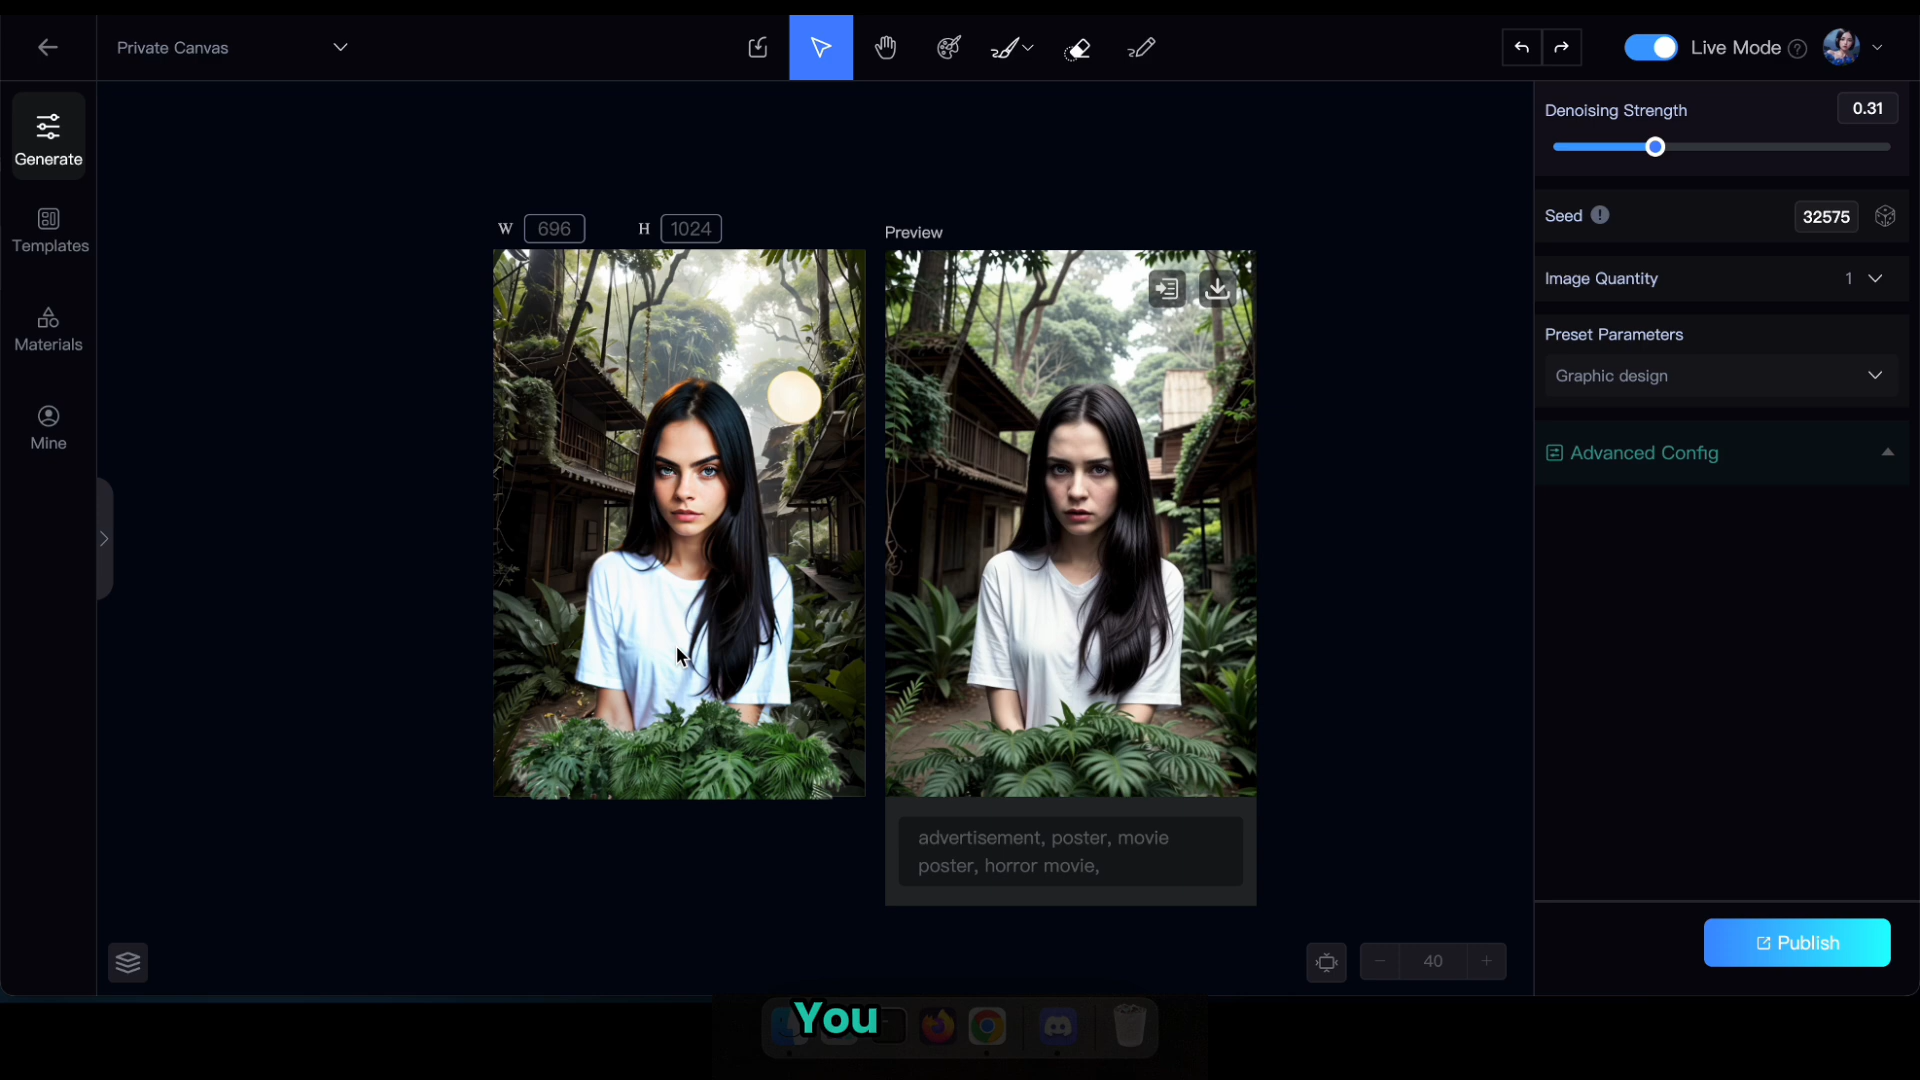 Private Canvas
Live Mode
Generate
Templates
Materials
Mine
W 696 H 1024
Preview
advertisement, poster, movie
poster, horror movie,
Denoising Strength 0.31
Seed 32575
Image Quantity 1
Preset Parameters
Graphic design
Advanced Config
40
Publish
You